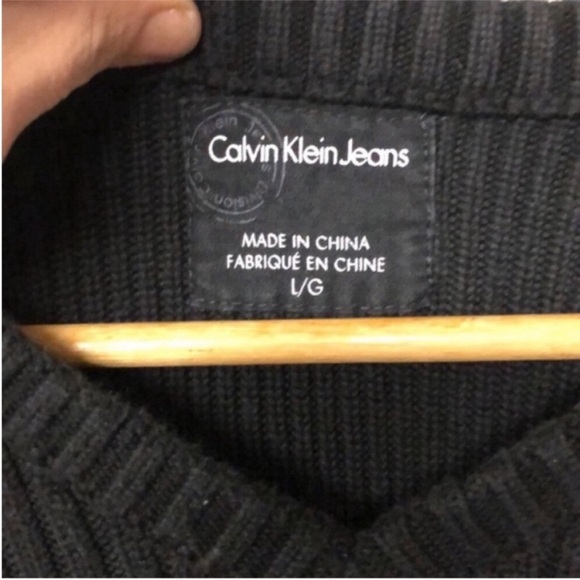 Calvin Klein Jeans
MADE IN CHINA
FABRIQUÉ EN CHINE
L/G